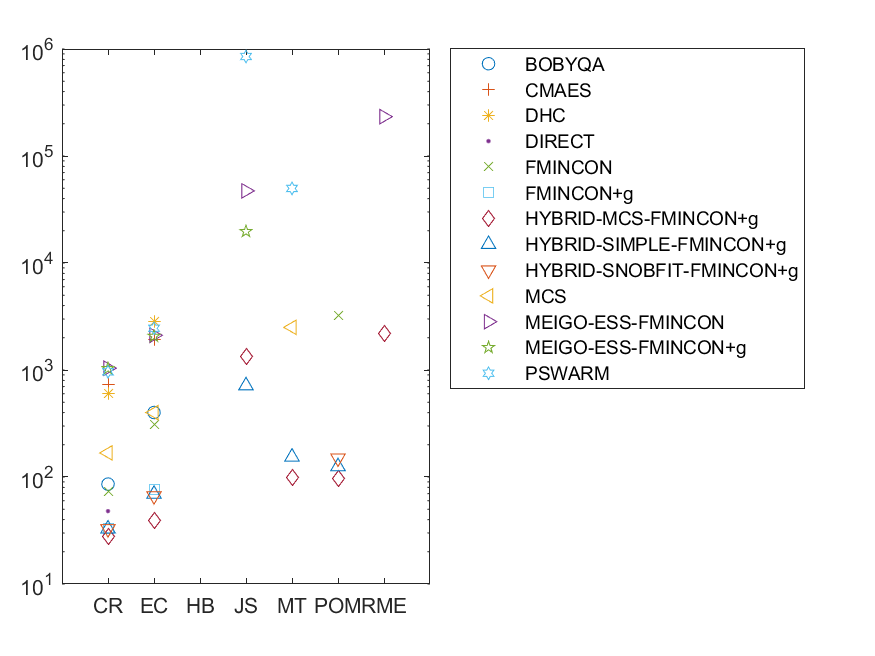 10^6
10^5
10^4
10^3
10^2
10^1
CR EC HB JS MT POM RME
BOBYQA
CMAES
DHC
DIRECT
FMINCON
FMINCON+g
HYBRID-MCS-FMINCON+g
HYBRID-SIMPLE-FMINCON+g
HYBRID-SNOBFIT-FMINCON+g
MCS
MEIGO-ESS-FMINCON
MEIGO-ESS-FMINCON+g
PSWARM